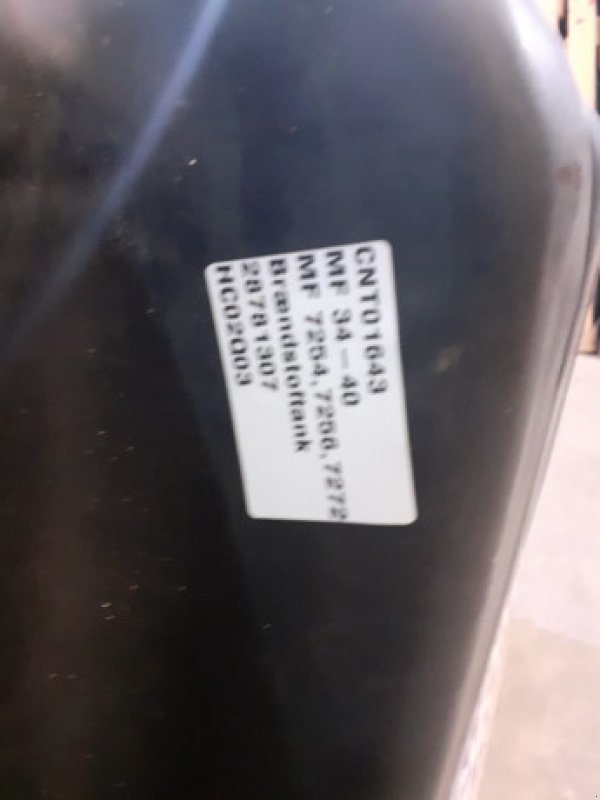 CNT01643
MF 34-40
MF 7254, 7256, 7272
Brændstoftank
28781307
HC02003